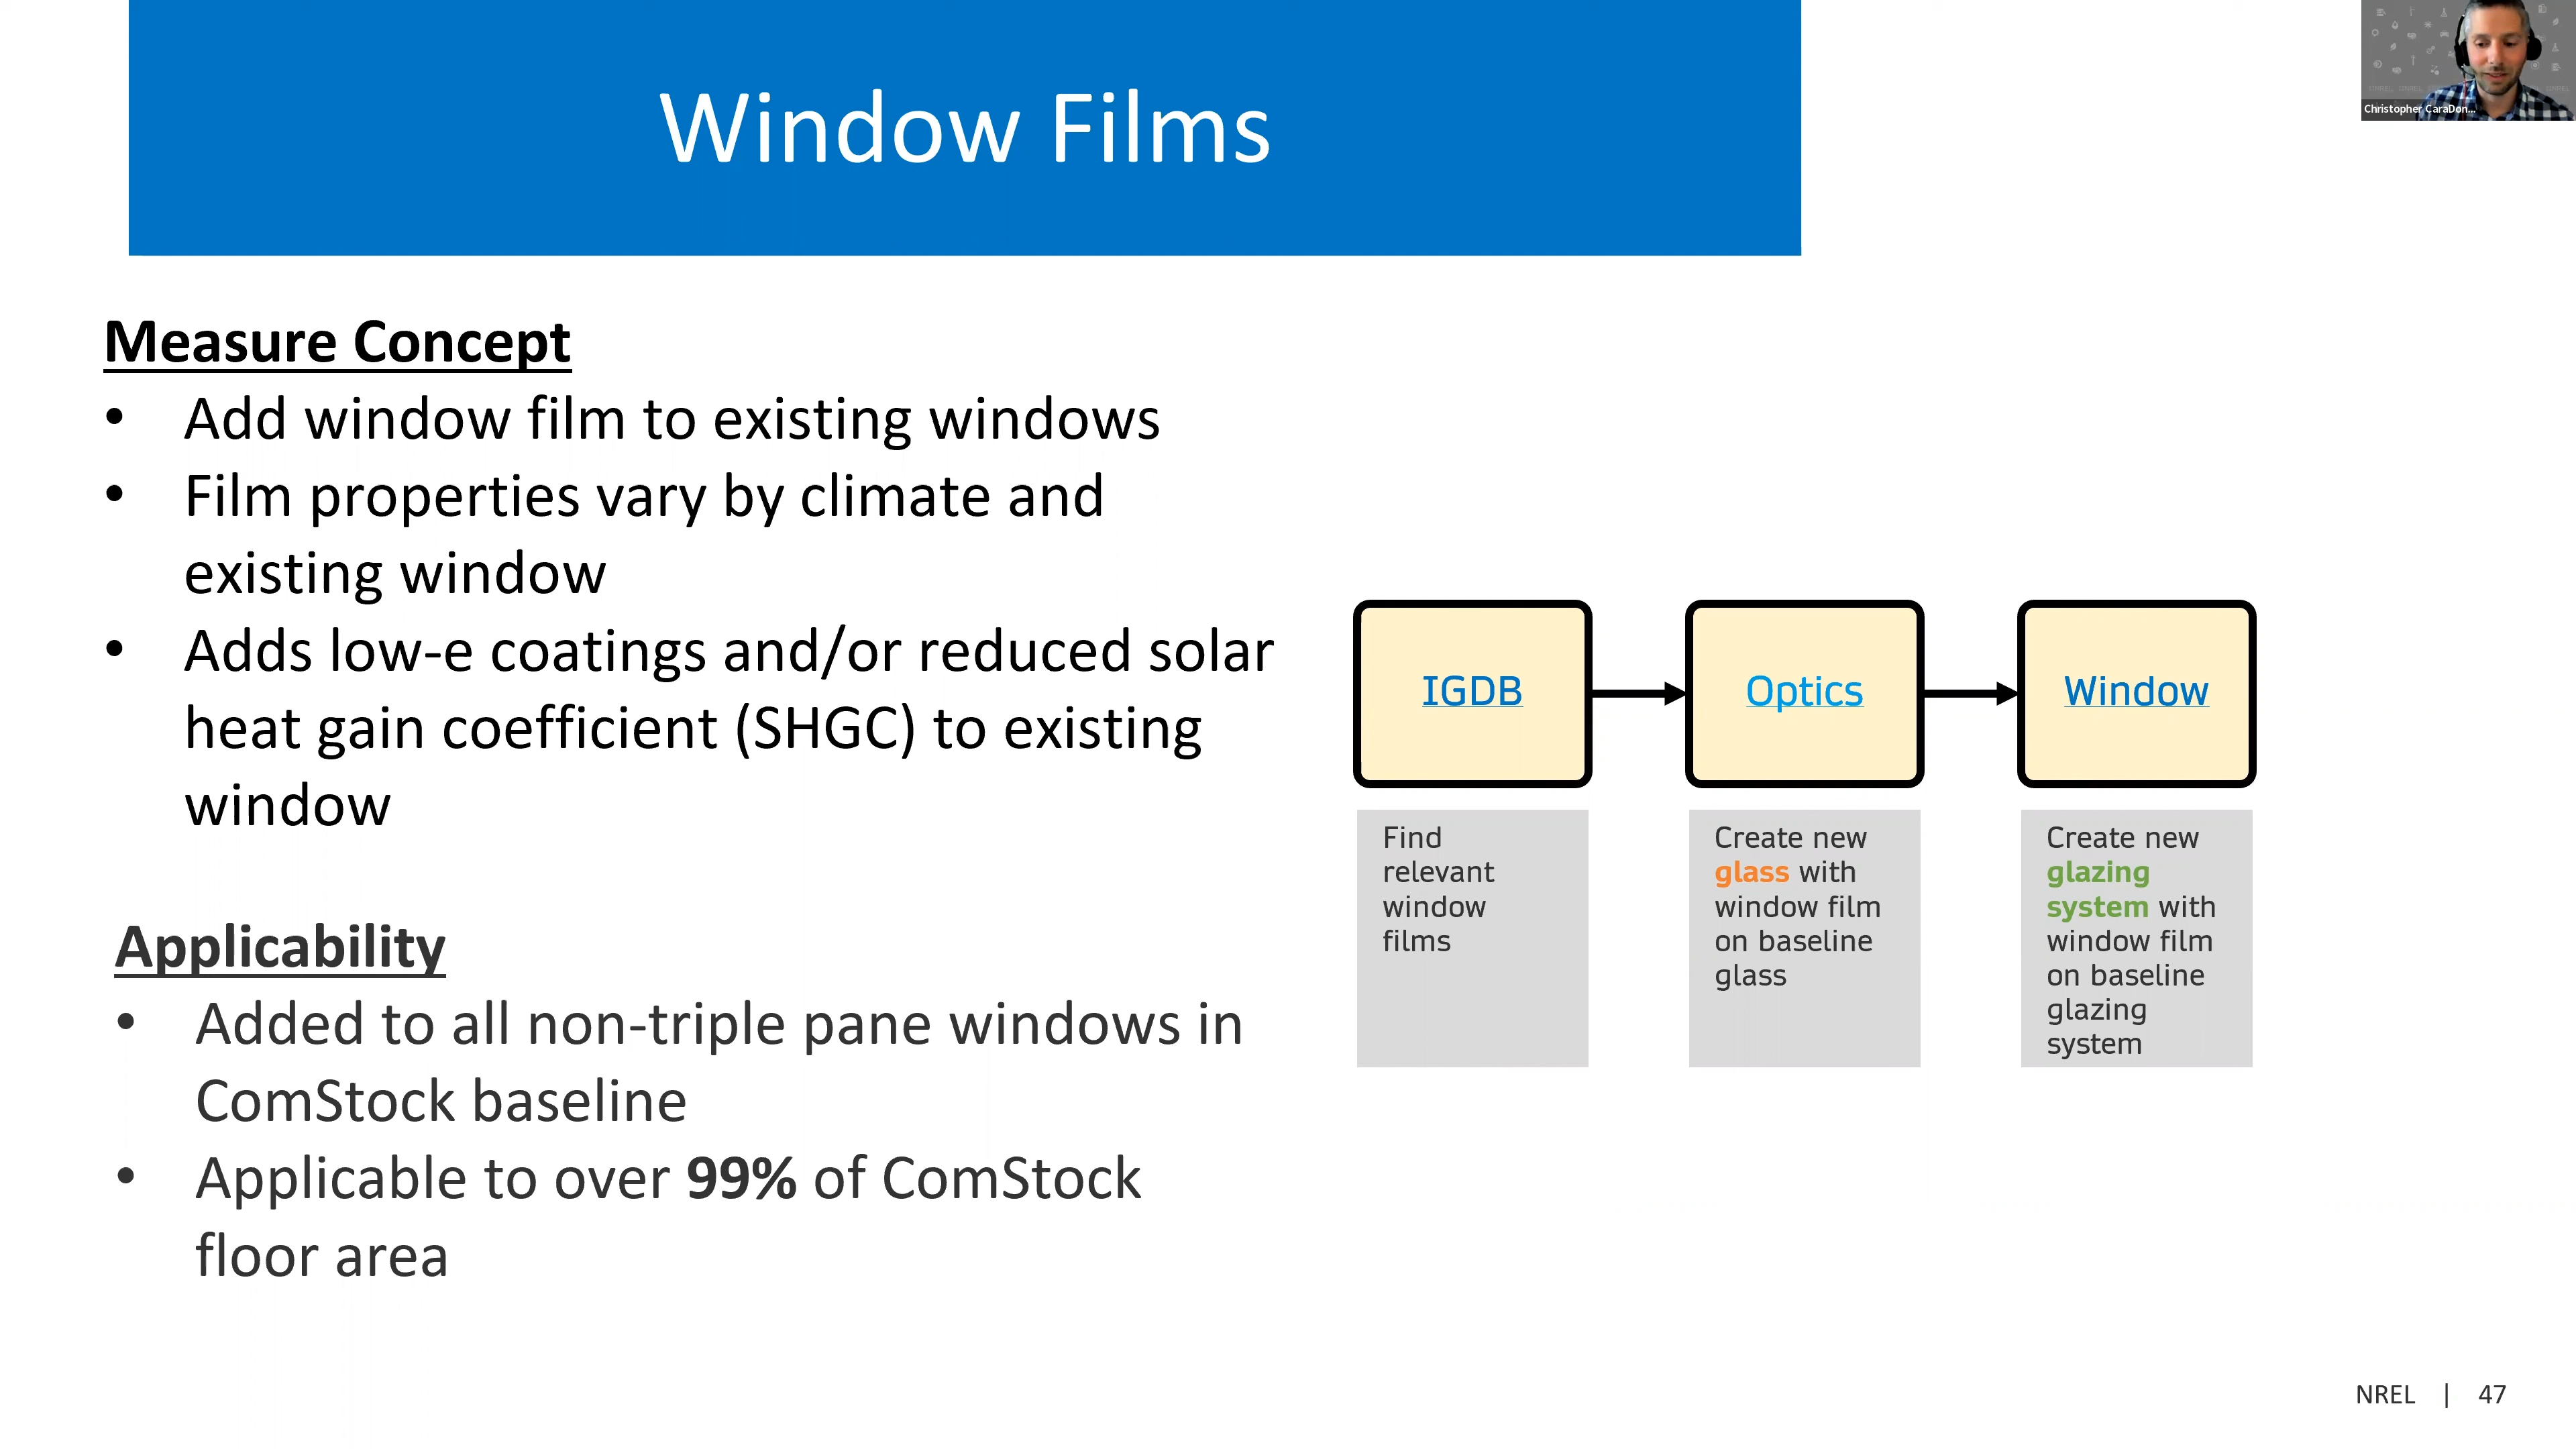 Window Films
Christopher CaraDon...
Measure Concept
• Add window film to existing windows
• Film properties vary by climate and
existing window
• Adds low-e coatings and/or reduced solar
heat gain coefficient (SHGC) to existing
window
Applicability
• Added to all non-triple pane windows in
ComStock baseline
• Applicable to over 99% of ComStock
floor area
IGDB
Optics
Window
Find
relevant
window
films
Create new
glass with
window film
on baseline
glass
Create new
glazing
system with
window film
on baseline
glazing
system
NREL | 47